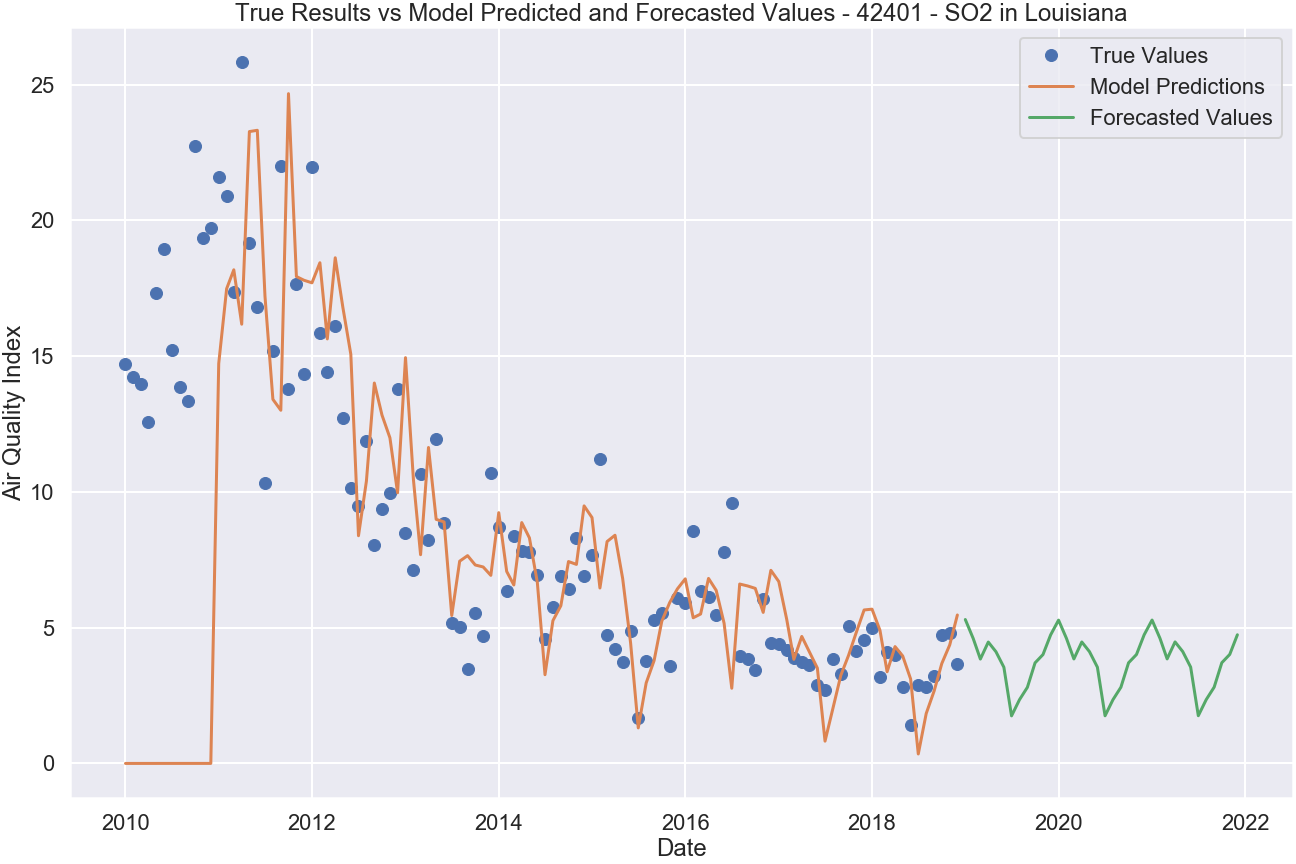 True Results vs Model Predicted and Forecasted Values - 42401 - SO2 in Louisiana
True Values
Model Predictions
Forecasted Values
Air Quality Index
25
20
15
10
5
0
2010 2012 2014 2016 2018 2020 2022
Date